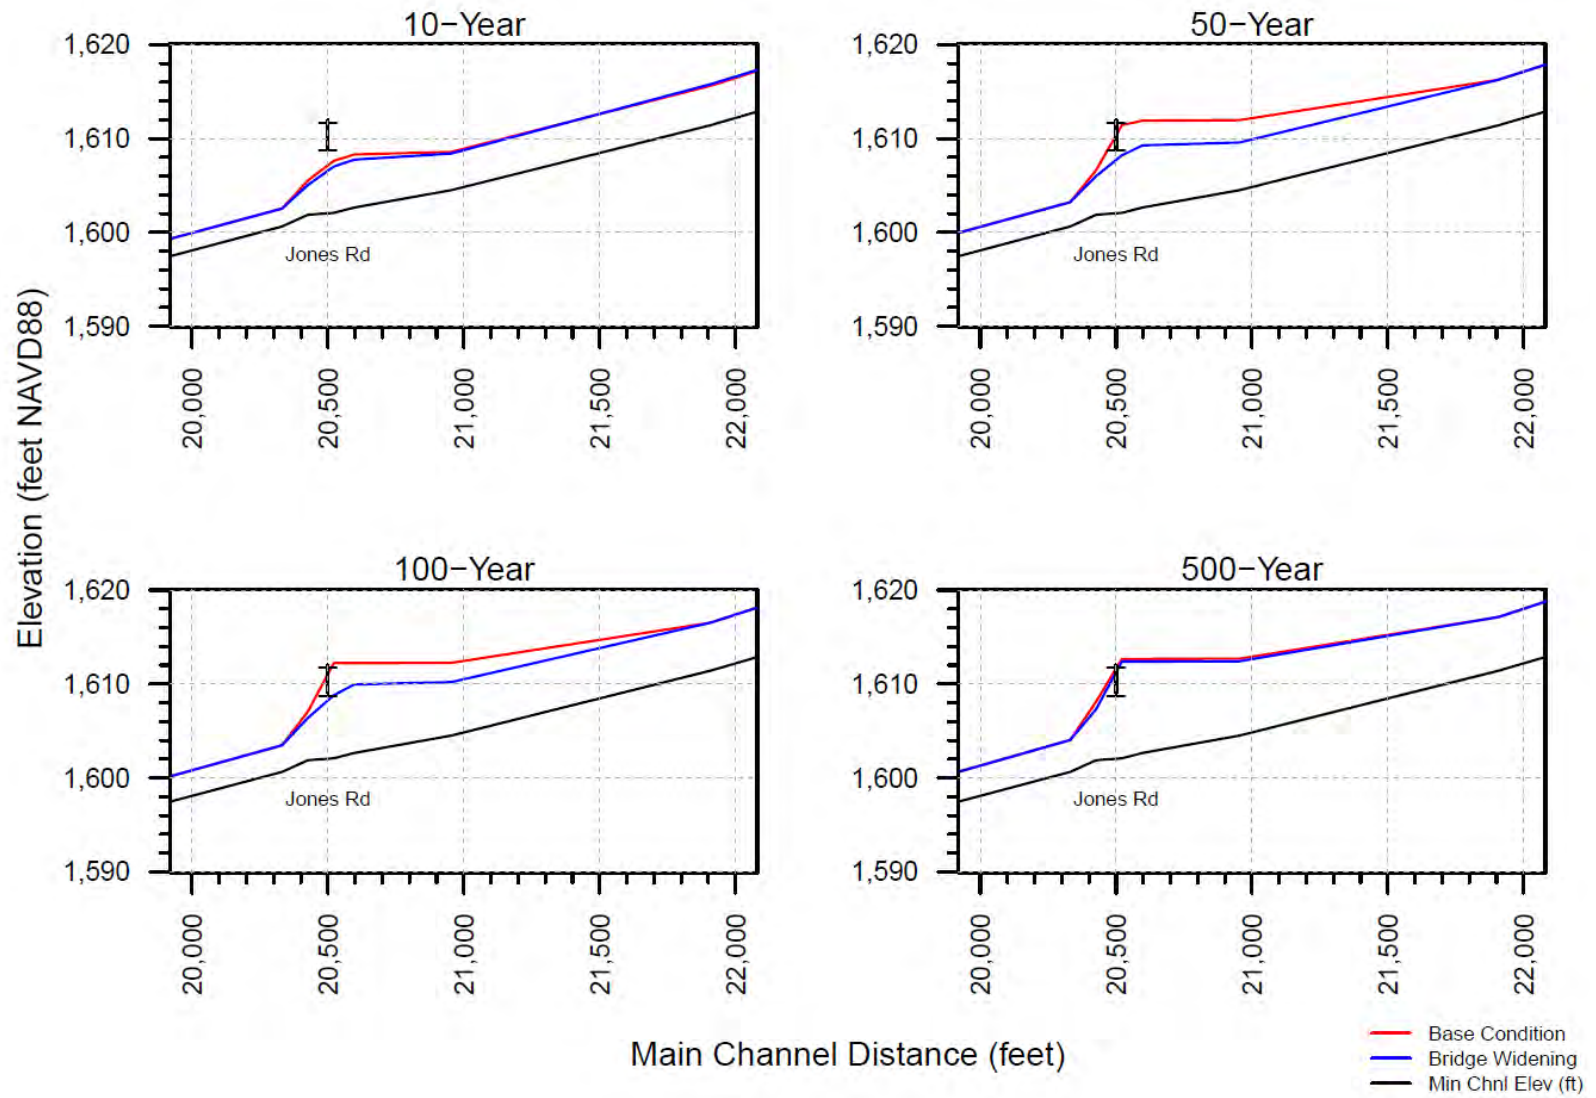 10−Year
1,620
1,610
1,600
1,590
Jones Rd
20,000
20,500
21,000
21,500
22,000
50−Year
1,620
1,610
1,600
1,590
Jones Rd
20,000
20,500
21,000
21,500
22,000
Elevation (feet NAVD88)
100−Year
1,620
1,610
1,600
1,590
Jones Rd
20,000
20,500
21,000
21,500
22,000
500−Year
1,620
1,610
1,600
1,590
Jones Rd
20,000
20,500
21,000
21,500
22,000
Main Channel Distance (feet)
Base Condition
Bridge Widening
Min Chnl Elev (ft)